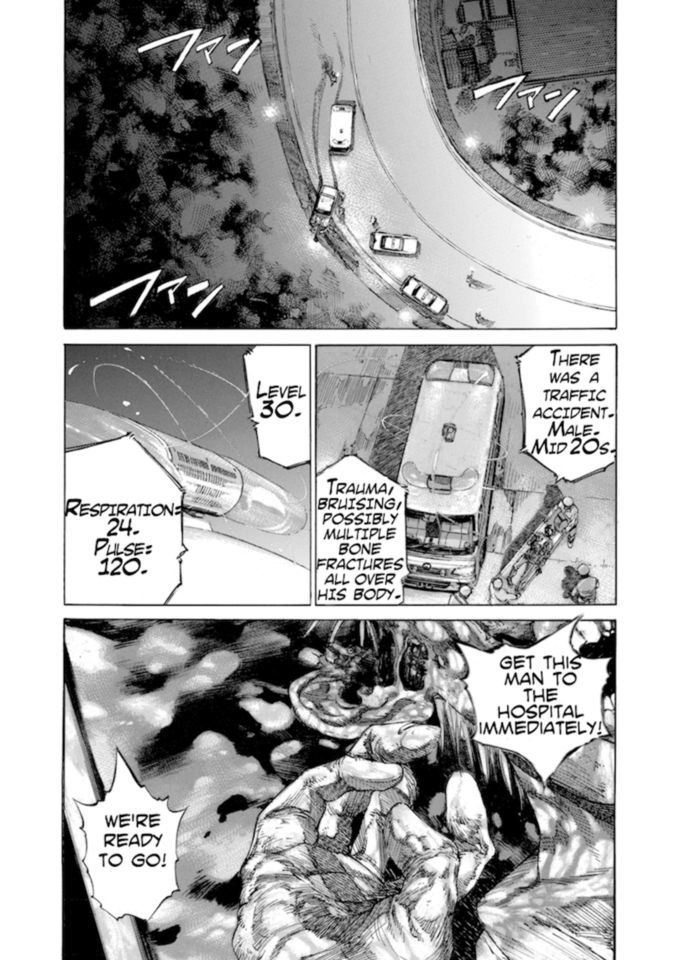 ファン
ファン
ファン
THERE
WAS A
TRAFFIC
ACCIDENT.
MALE.
MID 20S.
TRAUMA,
BRUISING,
POSSIBLY
MULTIPLE
BONE
FRACTURES
ALL OVER
HIS BODY.
LEVEL
30.
RESPIRATION:
24.
PULSE:
120.
GET THIS
MAN TO
THE
HOSPITAL
IMMEDIATELY!
WE'RE
READY
TO GO!